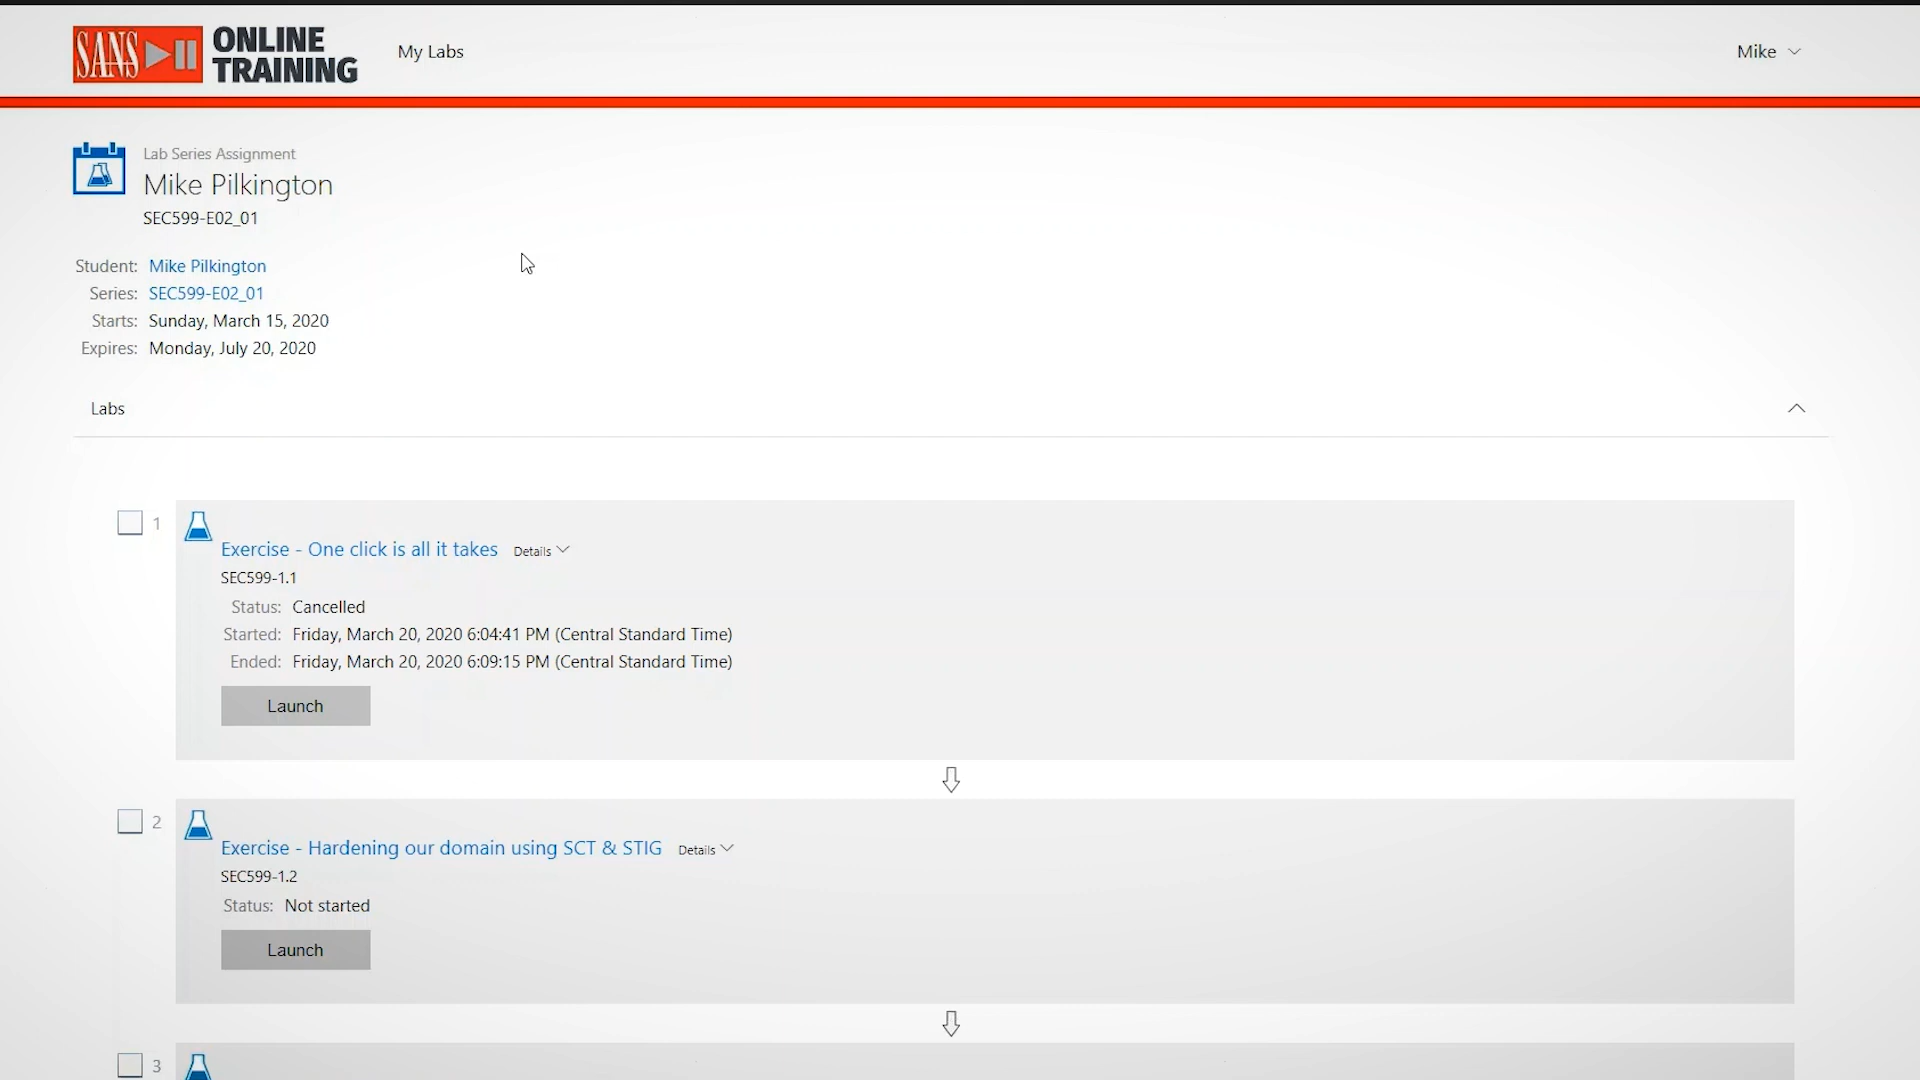 SANS ONLINE TRAINING
My Labs
Mike
Lab Series Assignment
Mike Pilkington
SEC599-E02_01
Student: Mike Pilkington
Series: SEC599-E02_01
Starts: Sunday, March 15, 2020
Expires: Monday, July 20, 2020
Labs
1
Exercise - One click is all it takes Details
SEC599-1.1
Status: Cancelled
Started: Friday, March 20, 2020 6:04:41 PM (Central Standard Time)
Ended: Friday, March 20, 2020 6:09:15 PM (Central Standard Time)
Launch
2
Exercise - Hardening our domain using SCT & STIG Details
SEC599-1.2
Status: Not started
Launch
3